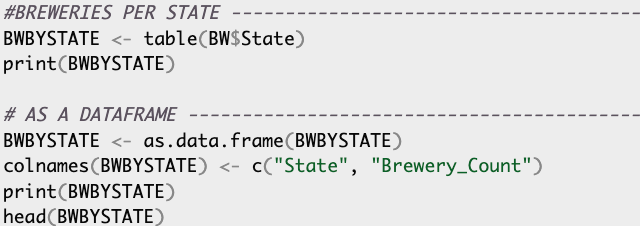 #BREWERIES PER STATE ----------------------------------------
BWBYSTATE <- table(BW$State)
print(BWBYSTATE)
# AS A DATAFRAME --------------------------------------------
BWBYSTATE <- as.data.frame(BWBYSTATE)
colnames(BWBYSTATE) <- c("State", "Brewery_Count")
print(BWBYSTATE)
head(BWBYSTATE)